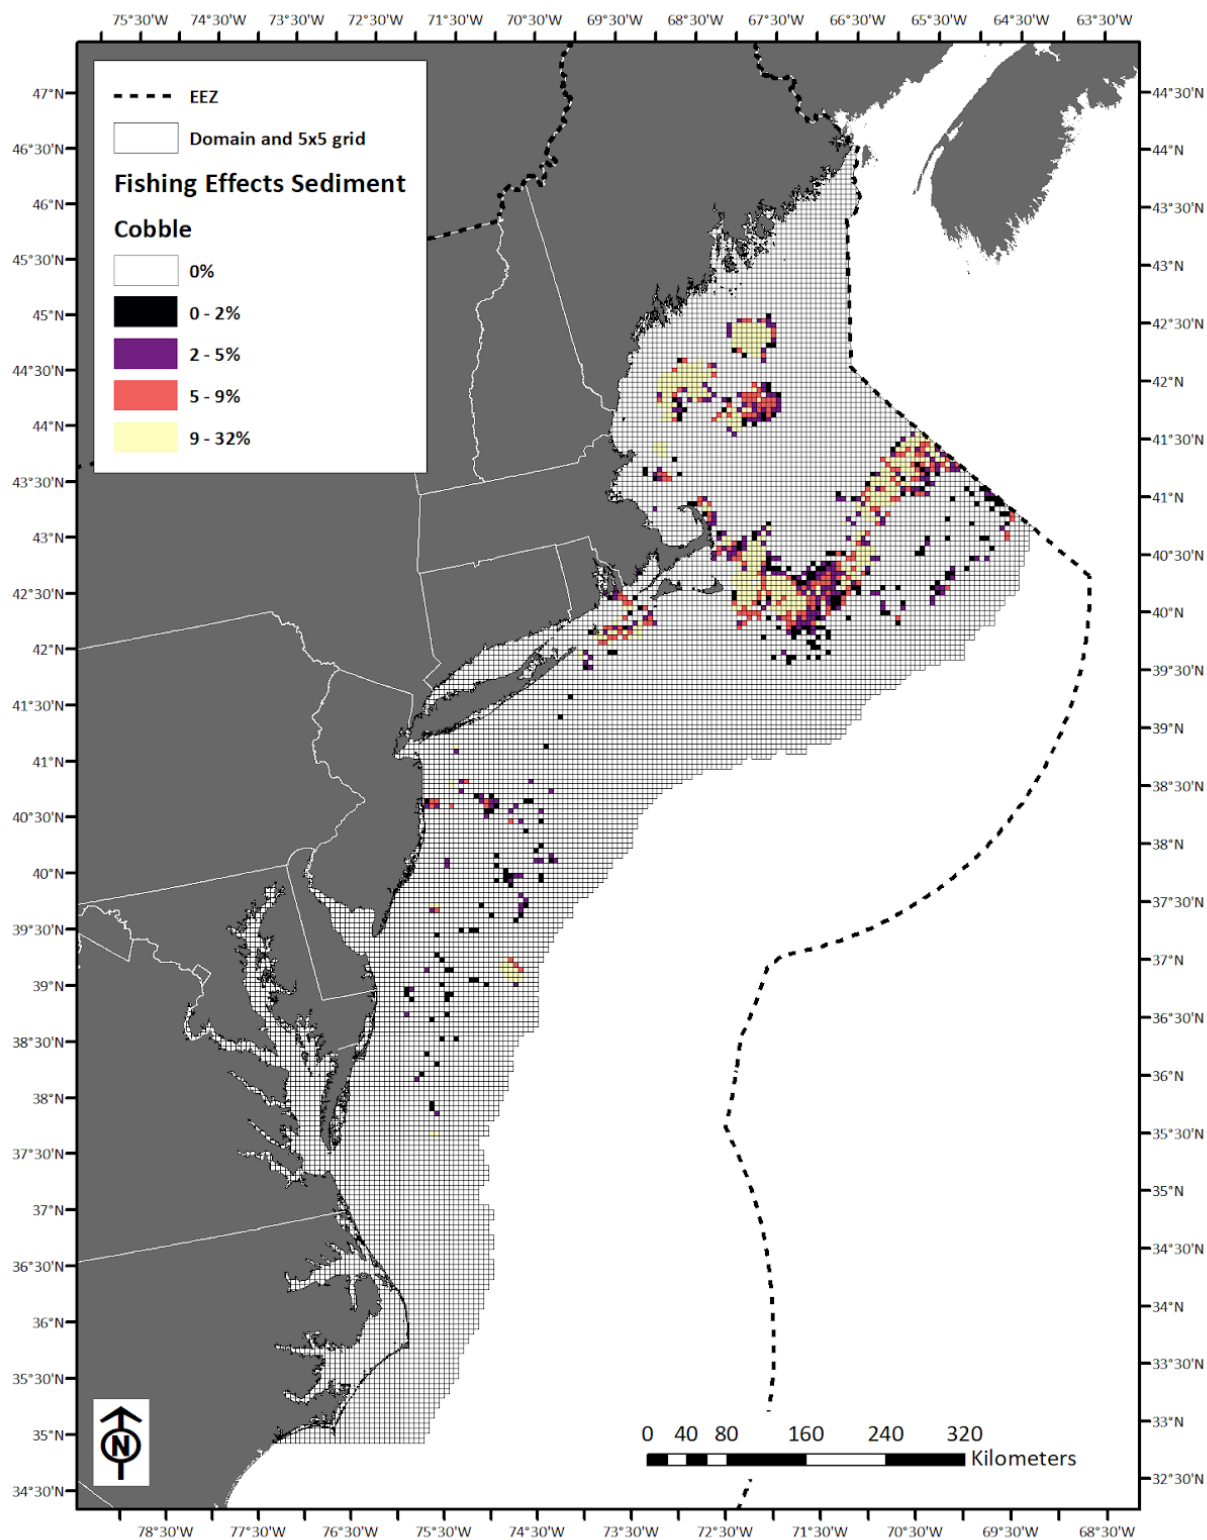 75°30'W 74°30'W 73°30'W 72°30'W 71°30'W 70°30'W 69°30'W 68°30'W 67°30'W 66°30'W 65°30'W 64°30'W 63°30'W
EEZ
Domain and 5x5 grid
Fishing Effects Sediment
Cobble
0%
0 - 2%
2 - 5%
5 - 9%
9 - 32%
47°N
46°30'N
46°N
45°30'N
45°N
44°30'N
44°N
43°30'N
43°N
42°30'N
42°N
41°30'N
41°N
40°30'N
40°N
39°30'N
39°N
38°30'N
38°N
37°30'N
37°N
36°30'N
36°N
35°30'N
35°N
34°30'N
44°30'N
44°N
43°30'N
43°N
42°30'N
42°N
41°30'N
41°N
40°30'N
40°N
39°30'N
39°N
38°30'N
38°N
37°30'N
37°N
36°30'N
36°N
35°30'N
35°N
34°30'N
34°N
33°30'N
33°N
32°30'N
N
0 40 80 160 240 320
Kilometers
78°30'W 77°30'W 76°30'W 75°30'W 74°30'W 73°30'W 72°30'W 71°30'W 70°30'W 69°30'W 68°30'W